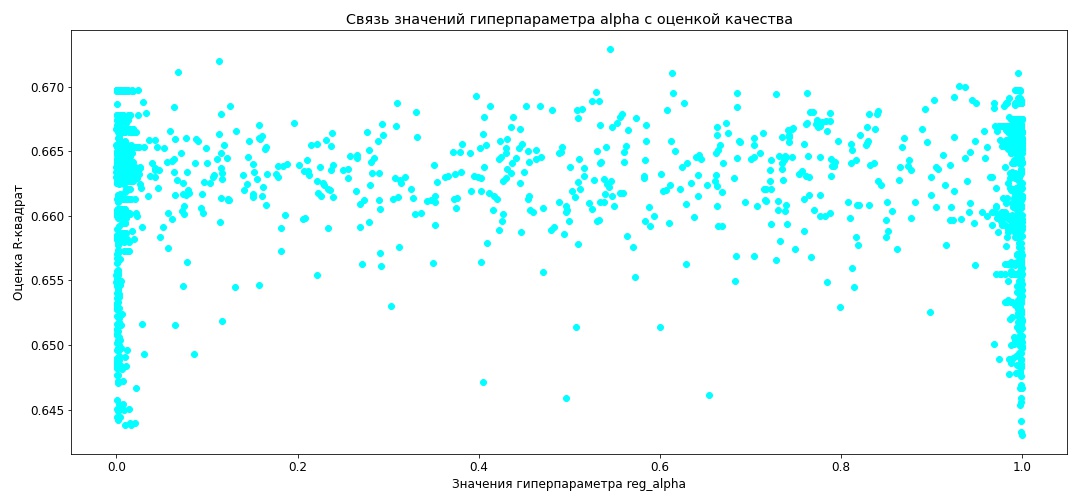 Связь значений гиперпараметра alpha с оценкой качества
Оценка R-квадрат
0.670
0.665
0.660
0.655
0.650
0.645
0.0 0.2 0.4 0.6 0.8 1.0
Значения гиперпараметра reg_alpha